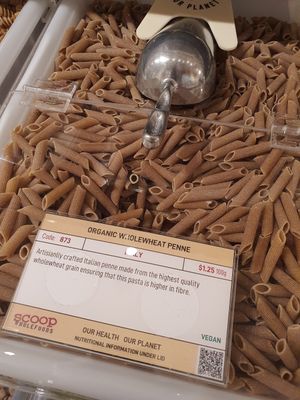 OUR PLANET
ORGANIC WHOLEWHEAT PENNE
Code: 873
$1.25 100g
Artisianlly crafted Italian penne made from the highest quality
wholewheat grain ensuring that this pasta is higher in fibre.
scoop
WHOLEFOODS
OUR HEALTH OUR PLANET
NUTRITIONAL INFORMATION UNDER LID
VEGAN